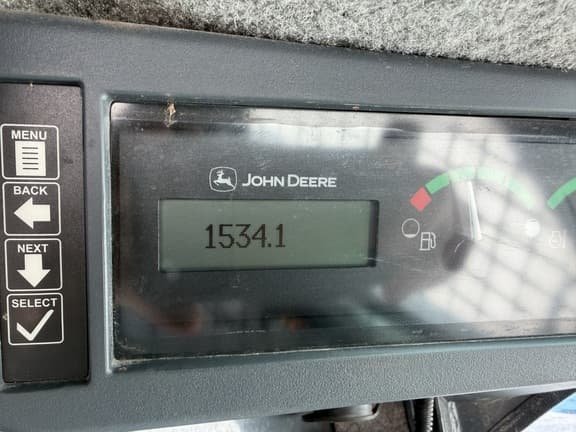 MENU
BACK
NEXT
SELECT
JOHN DEERE
1534.1